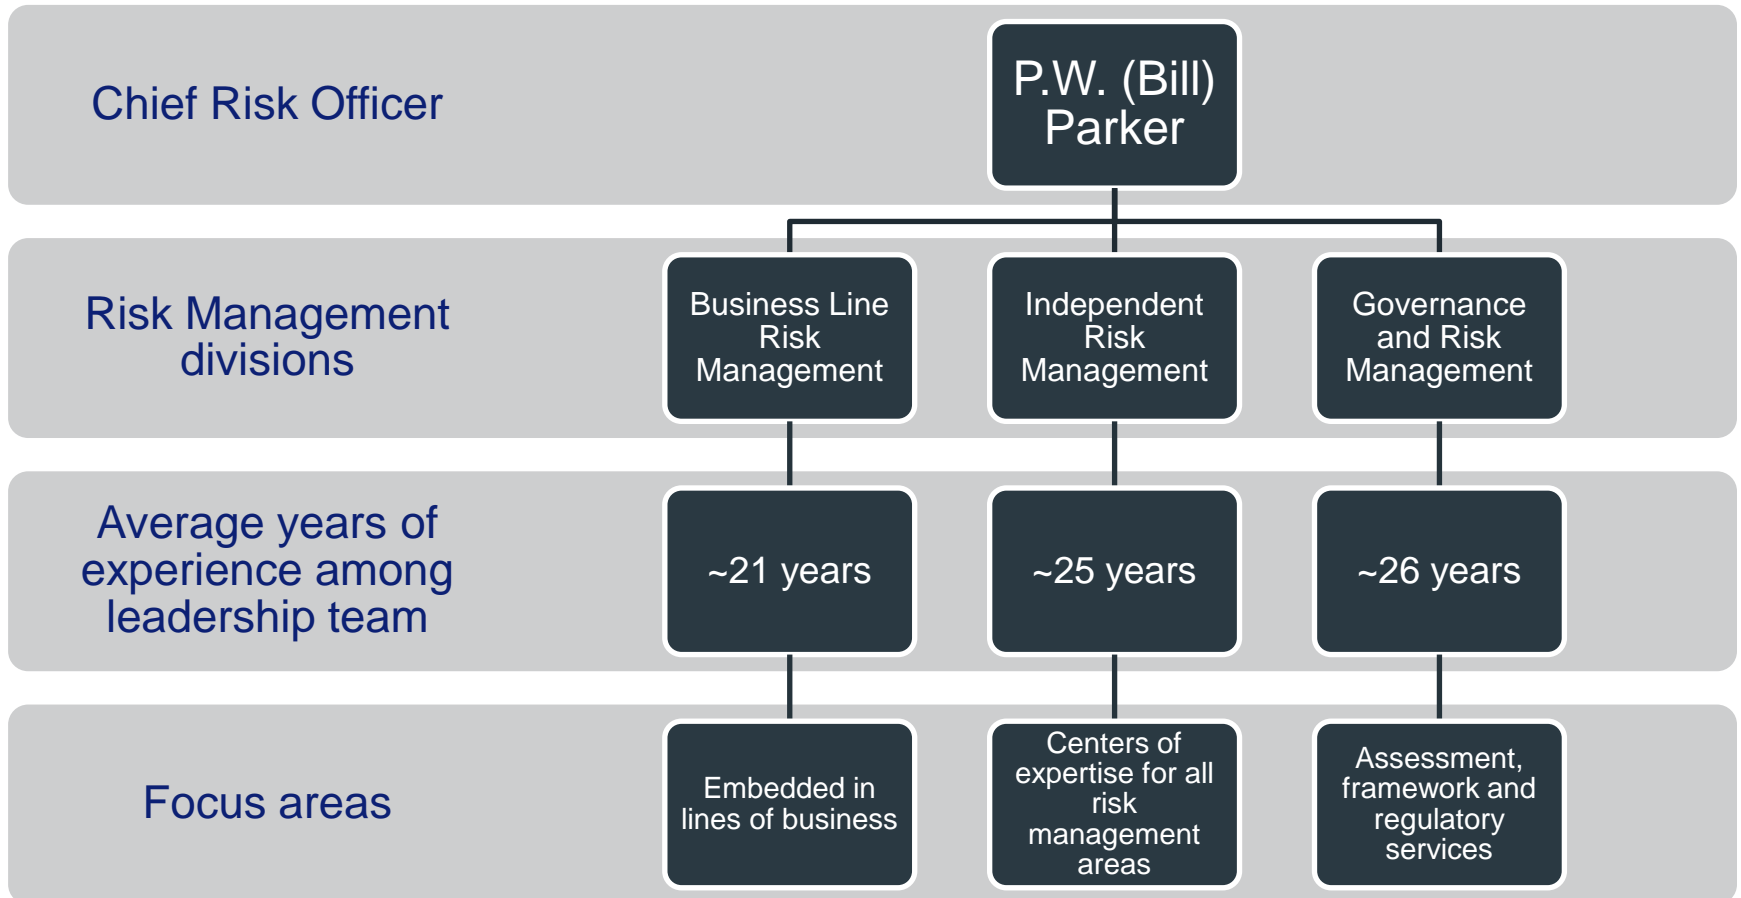 Chief Risk Officer
P.W. (Bill)
Parker
Risk Management
divisions
Business Line
Risk
Management
Independent
Risk
Management
Governance
and Risk
Management
Average years of
experience among
leadership team
~21 years
~25 years
~26 years
Focus areas
Embedded in
lines of business
Centers of
expertise for all
risk
management
areas
Assessment,
framework and
regulatory
services